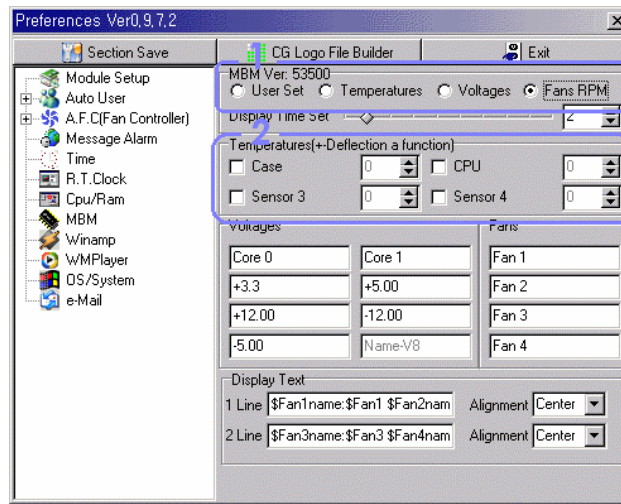 Preferences Ver0,9,7,2
Section Save
CG Logo File Builder
Exit
Module Setup
Auto User
A.F.C(Fan Controller)
Message Alarm
Time
R.T.Clock
Cpu/Ram
MBM
Winamp
WMPlayer
OS/System
e-Mail
1
MBM Ver: 53500
User Set Temperatures Voltages Fans RPM
Display Time Set 2
2
Temperatures(+-Deflection a function)
Case 0 CPU 0
Sensor 3 0 Sensor 4 0
Voltages Fans
Core 0 Core 1 Fan 1
+3.3 +5.00 Fan 2
+12.00 -12.00 Fan 3
-5.00 Name-V8 Fan 4
Display Text
1 Line $Fan1name:$Fan1 $Fan2nam Alignment Center
2 Line $Fan3name:$Fan3 $Fan4nam Alignment Center